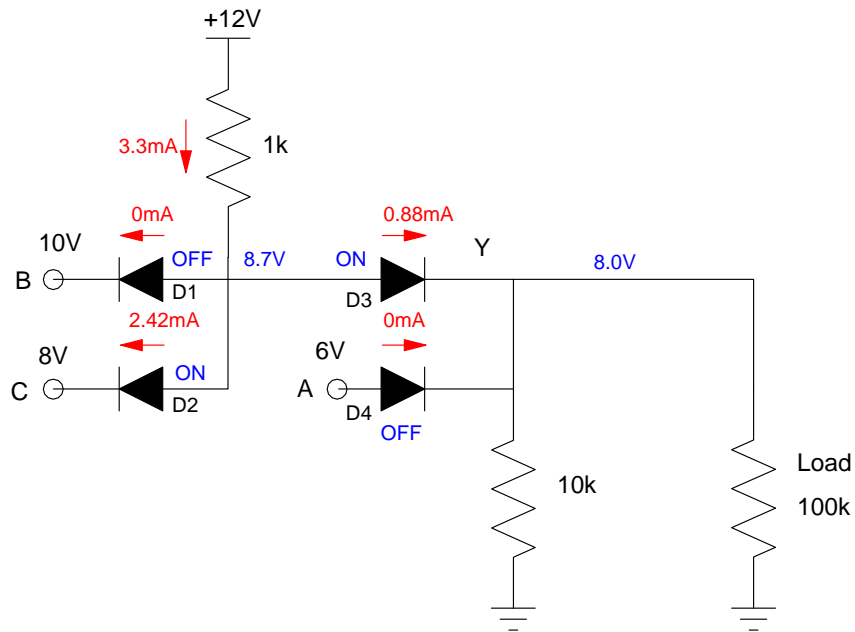 +12V
3.3mA
1k
0mA
0.88mA
10V
OFF
8.7V
ON
Y
8.0V
B
D1
D3
2.42mA
0mA
8V
ON
6V
C
D2
A
D4
OFF
Load
10k
100k